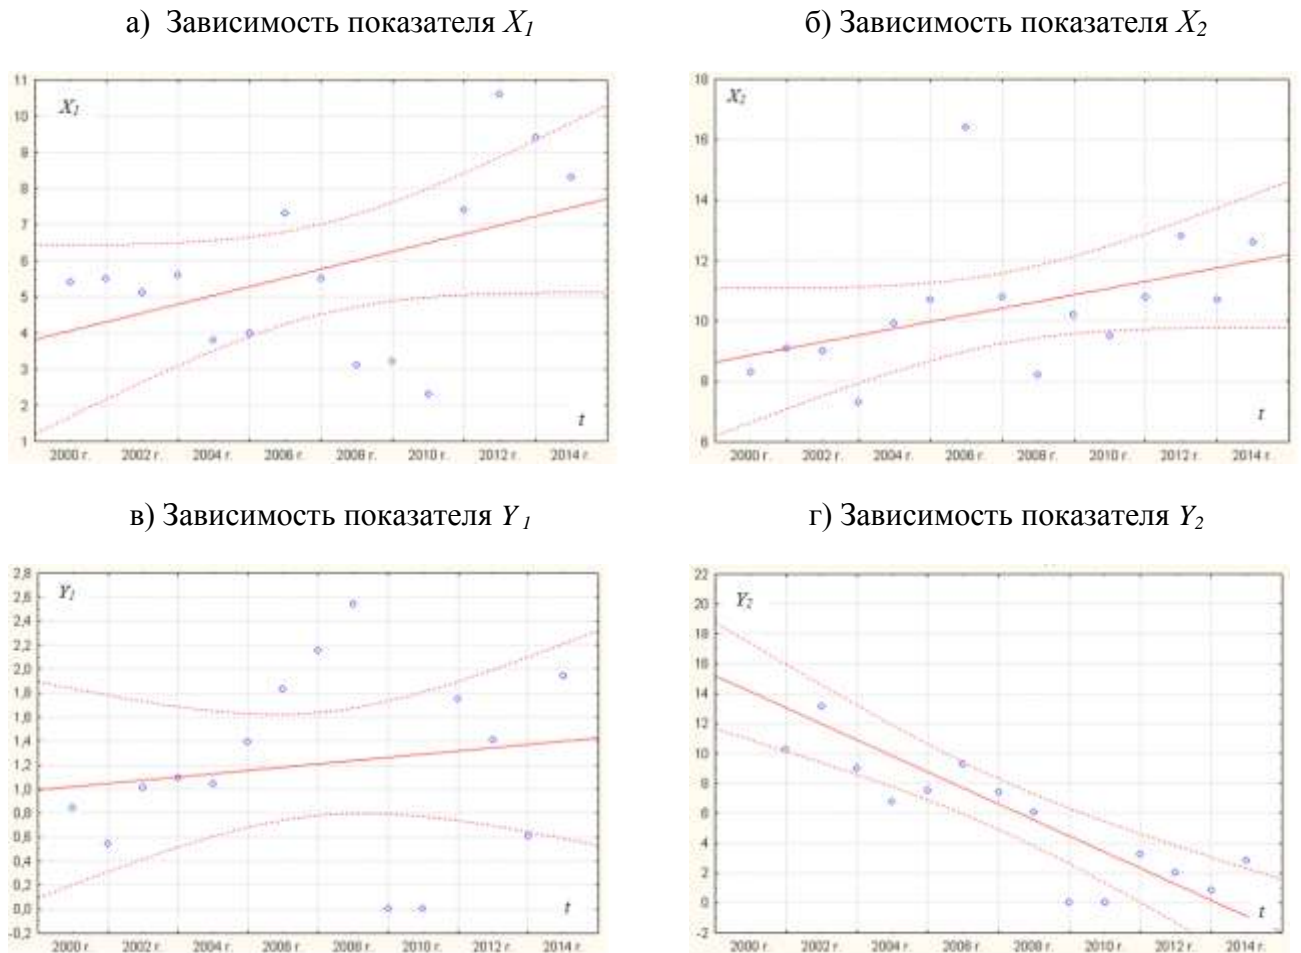 а) Зависимость показателя X1
б) Зависимость показателя X2
11
10
9
8
7
6
5
4
3
2
1
X1
t
2000 г. 2002 г. 2004 г. 2006 г. 2008 г. 2010 г. 2012 г. 2014 г.
18
16
14
12
10
8
6
X2
t
2000 г. 2002 г. 2004 г. 2006 г. 2008 г. 2010 г. 2012 г. 2014 г.
в) Зависимость показателя Y1
г) Зависимость показателя Y2
2,8
2,6
2,4
2,2
2,0
1,8
1,6
1,4
1,2
1,0
0,8
0,6
0,4
0,2
0,0
-0,2
Y1
t
2000 г. 2002 г. 2004 г. 2006 г. 2008 г. 2010 г. 2012 г. 2014 г.
22
20
18
16
14
12
10
8
6
4
2
0
-2
Y2
t
2000 г. 2002 г. 2004 г. 2006 г. 2008 г. 2010 г. 2012 г. 2014 г.